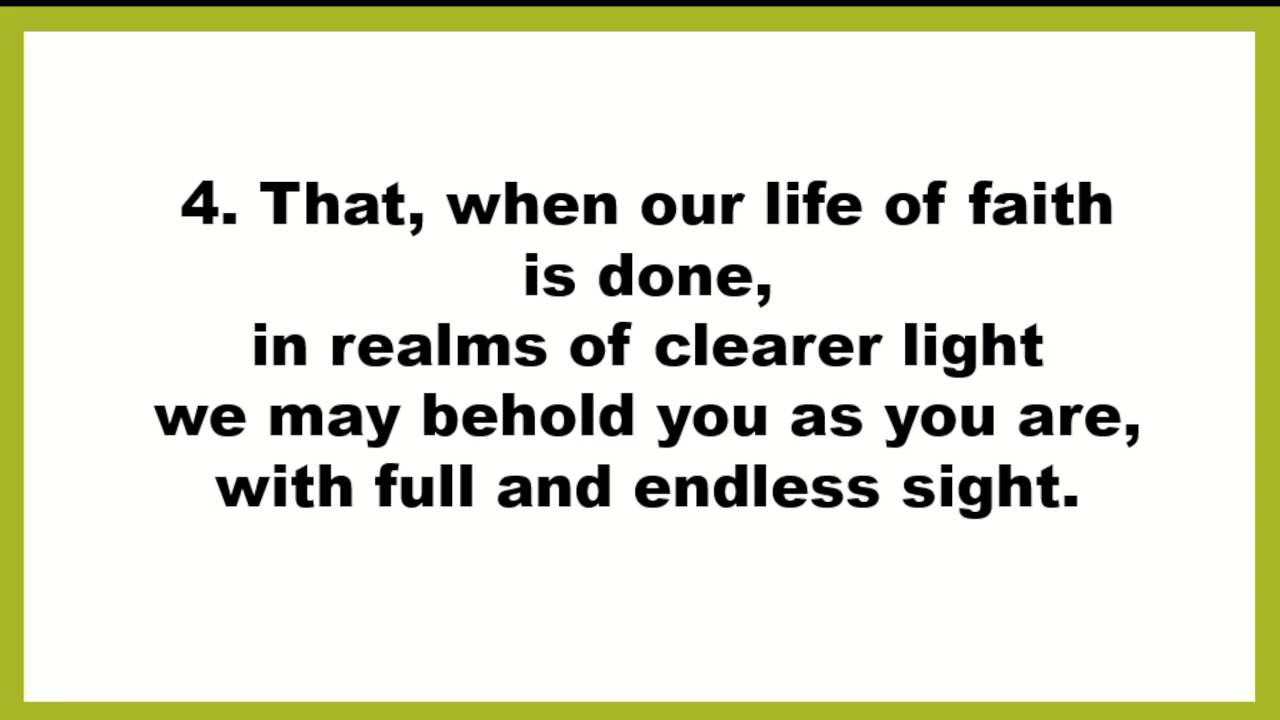 4. That, when our life of faith
is done,
in realms of clearer light
we may behold you as you are,
with full and endless sight.